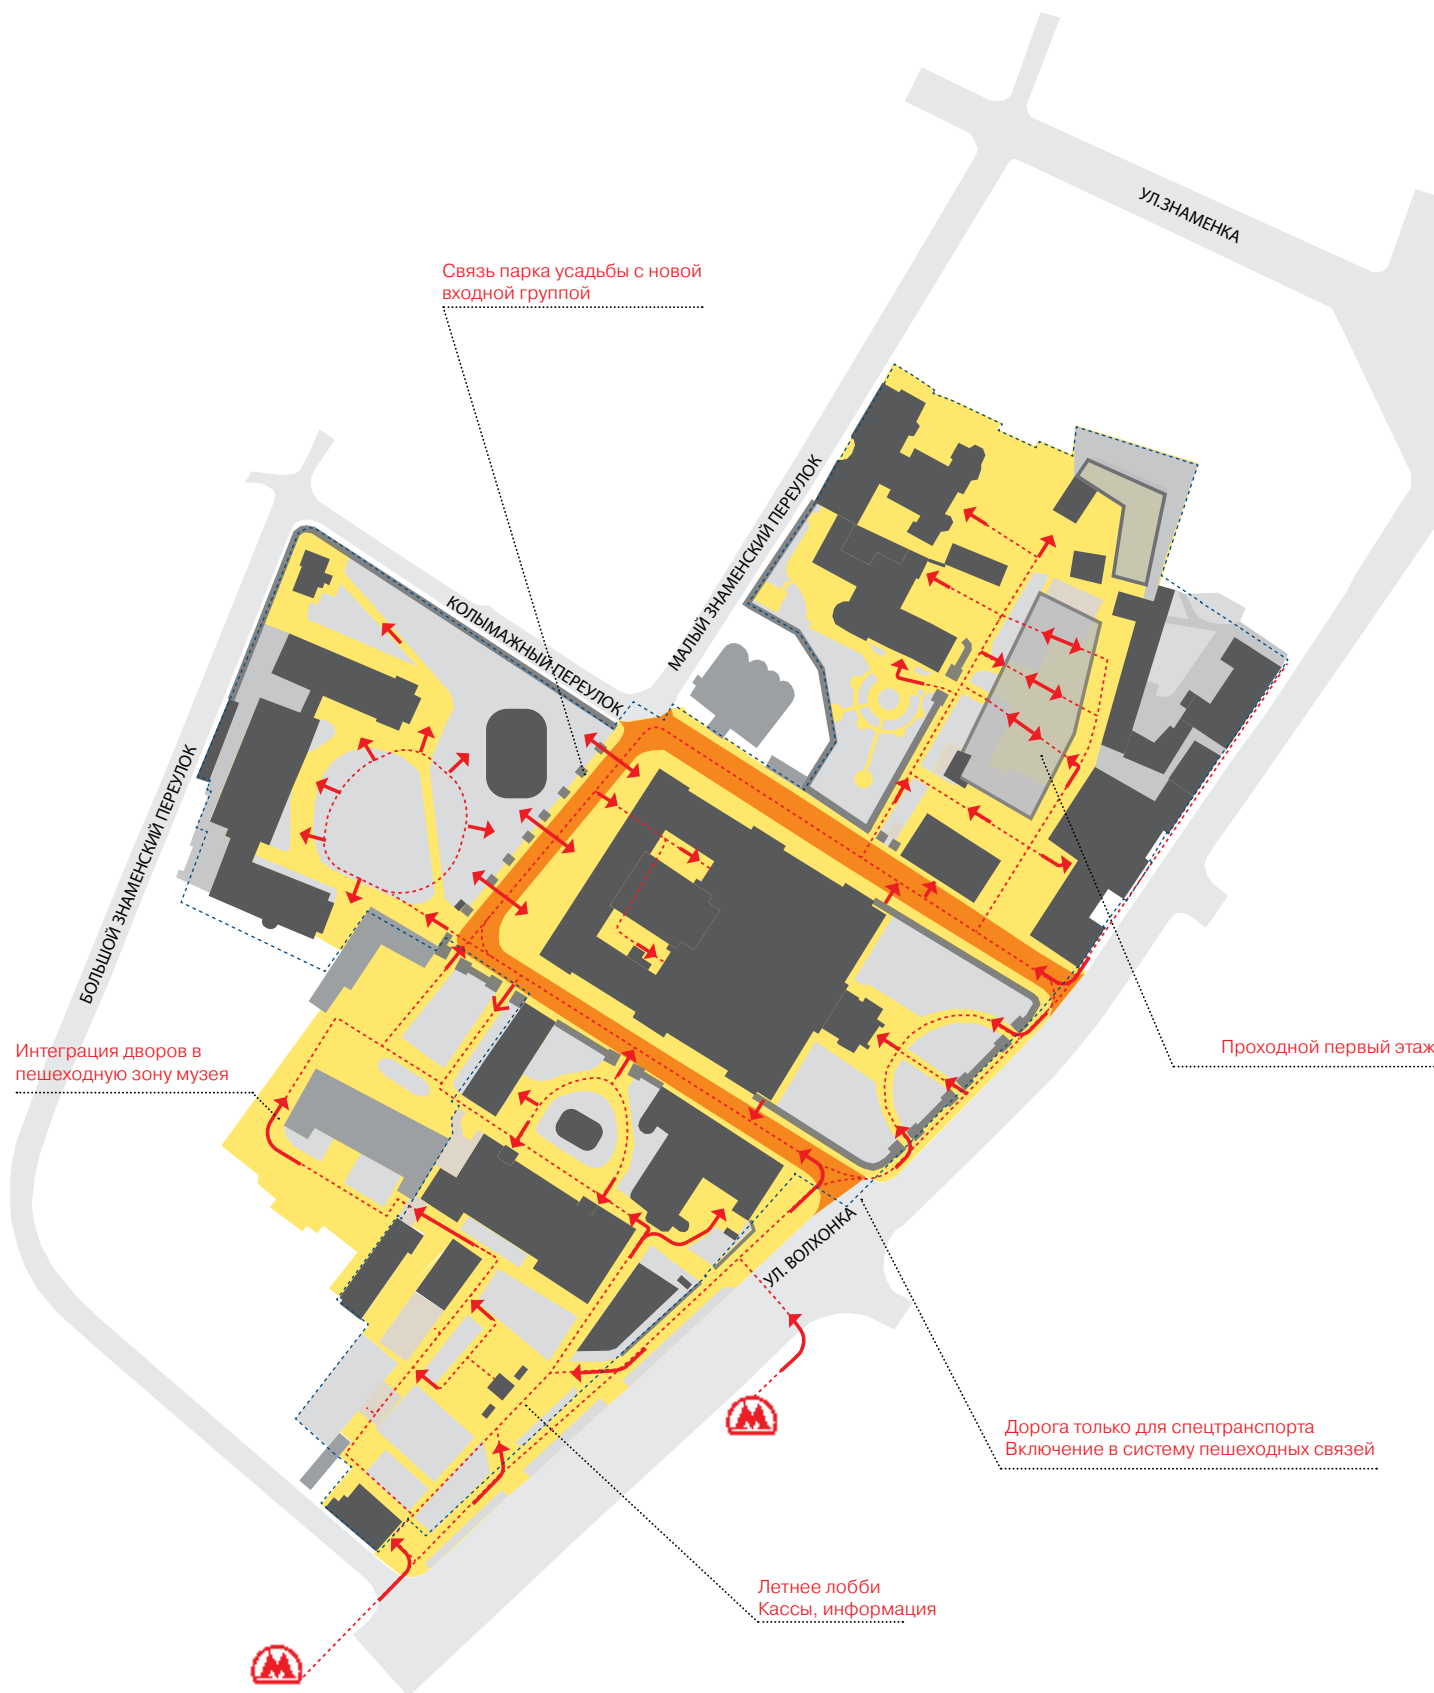 УЛ.ЗНАМЕНКА
Связь парка усадьбы с новой
входной группой
МАЛЫЙ ЗНАМЕНСКИЙ ПЕРЕУЛОК
КОЛЫМАЖНЫЙ ПЕРЕУЛОК
БОЛЬШОЙ ЗНАМЕНСКИЙ ПЕРЕУЛОК
Интеграция дворов в
пешеходную зону музея
Проходной первый этаж
УЛ. ВОЛХОНКА
Дорога только для спецтранспорта
Включение в систему пешеходных связей
Летнее лобби
Кассы, информация
М
М